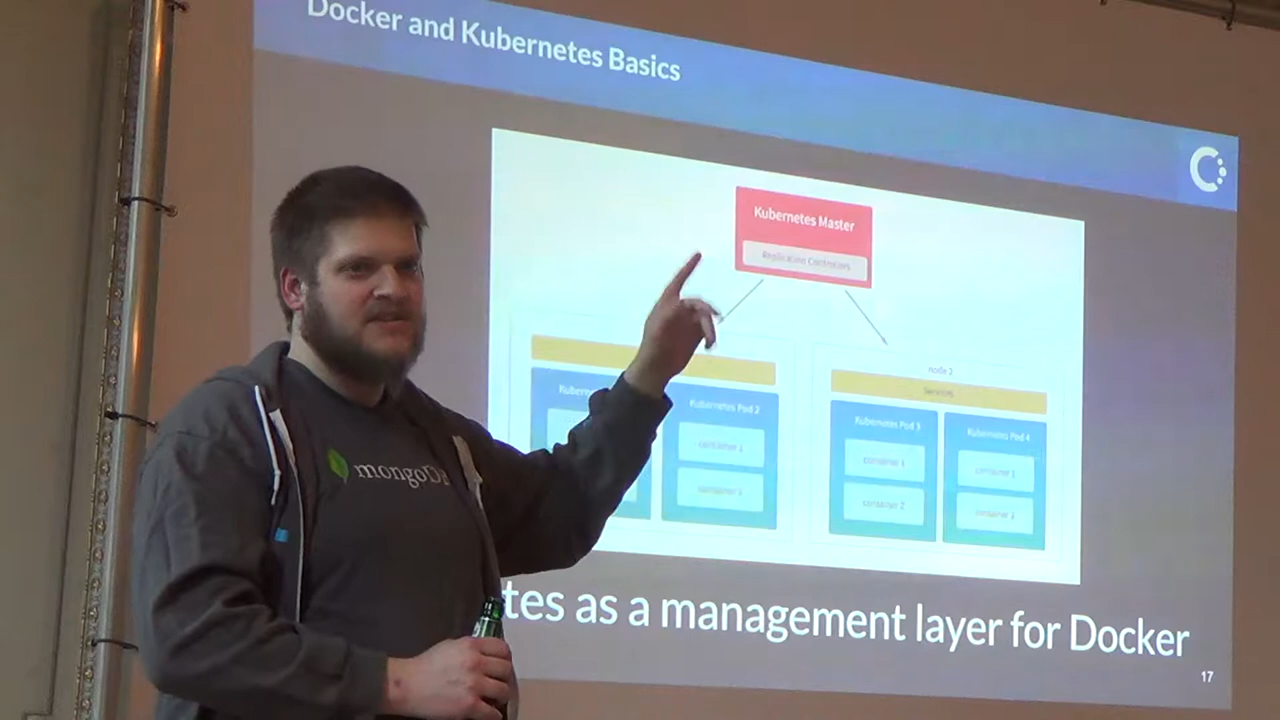 Docker and Kubernetes Basics
Kubernetes Master
Replication Controllers
node 2
Services
Kubernetes Pod 2
Kubernetes Pod 3
Kubernetes Pod 4
container 1
container 1
container 1
container 2
container 2
container 2
mongoD
tes as a management layer for Docker
17